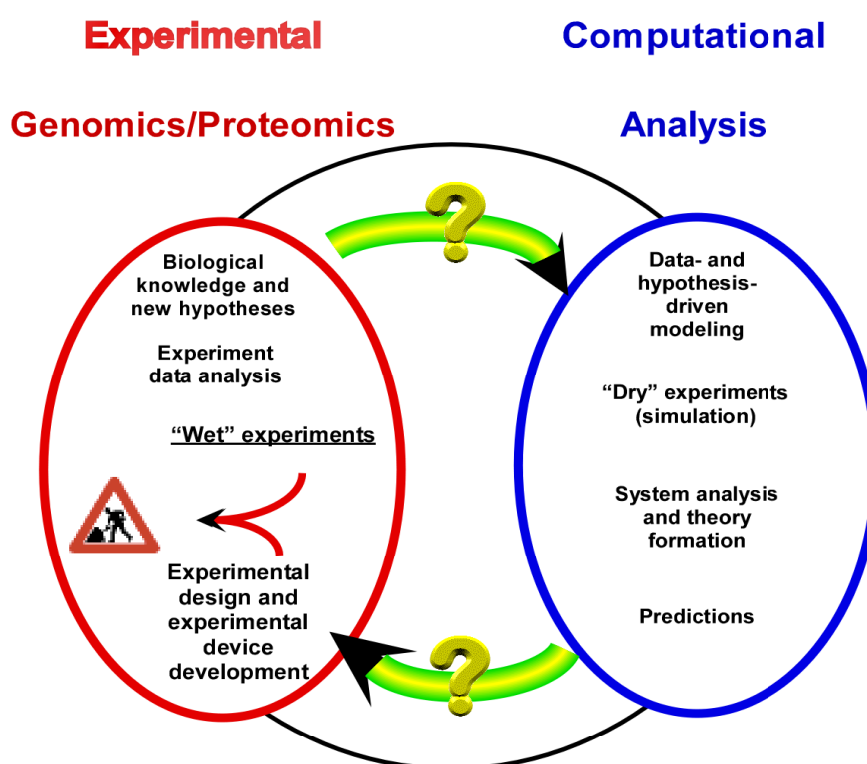 Experimental
Genomics/Proteomics
Computational
Analysis
?
Biological
knowledge and
new hypotheses
Experiment
data analysis
“Wet” experiments
Experimental
design and
experimental
device
development
Data- and
hypothesis-
driven
modeling
“Dry” experiments
(simulation)
System analysis
and theory
formation
Predictions
?